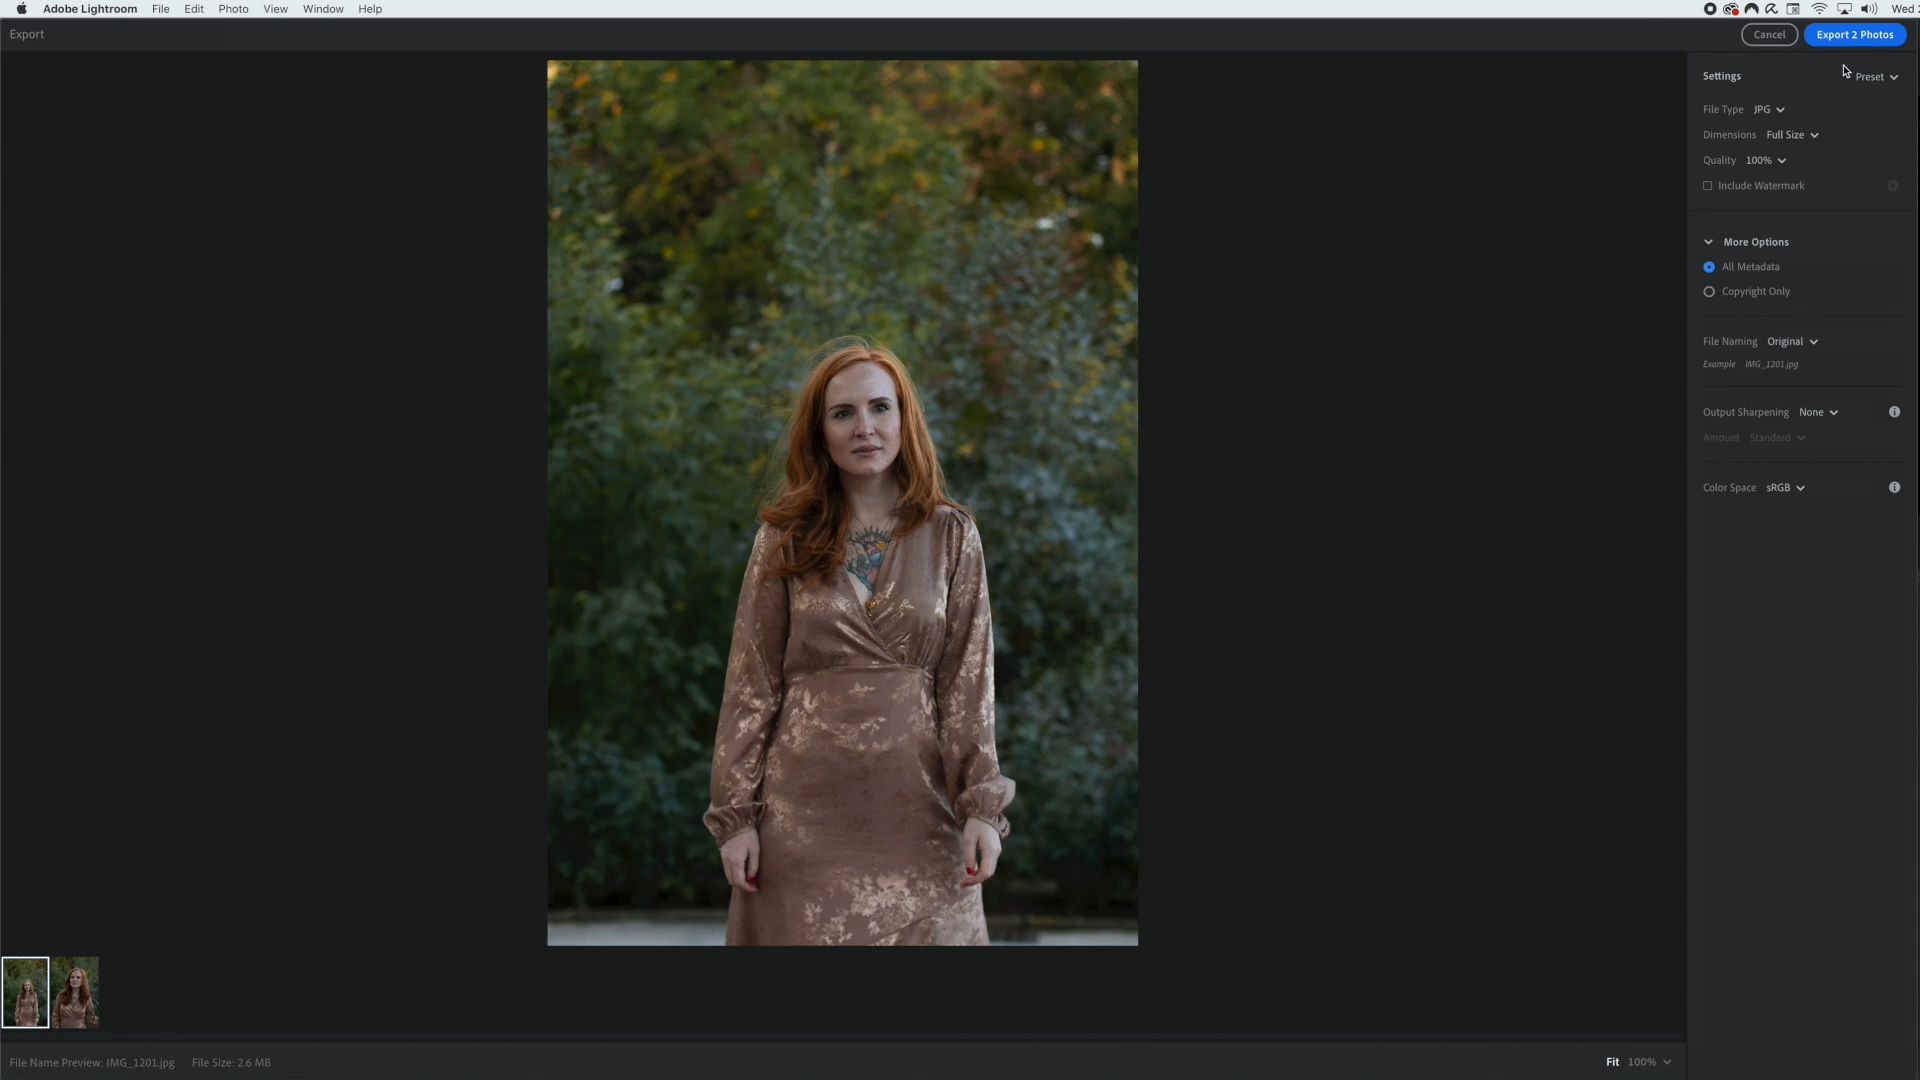 Adobe Lightroom File Edit Photo View Window Help Wed
Export Cancel Export 2 Photos
Settings Preset
File Type JPG
Dimensions Full Size
Quality 100%
Include Watermark
More Options
All Metadata
Copyright Only
File Naming Original
Example IMG_1201.jpg
Output Sharpening None
Amount Standard
Color Space sRGB
File Name Preview: IMG_1201.jpg File Size: 2.6 MB Fit 100%